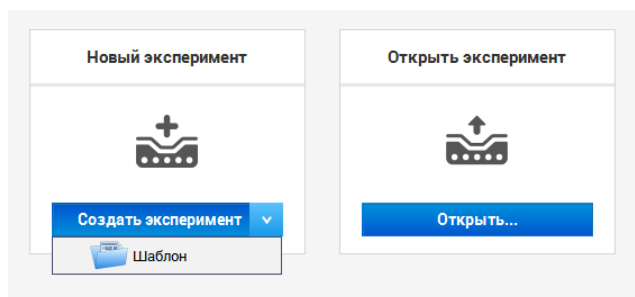 Новый эксперимент
Открыть эксперимент
Создать эксперимент
Открыть...
Шаблон